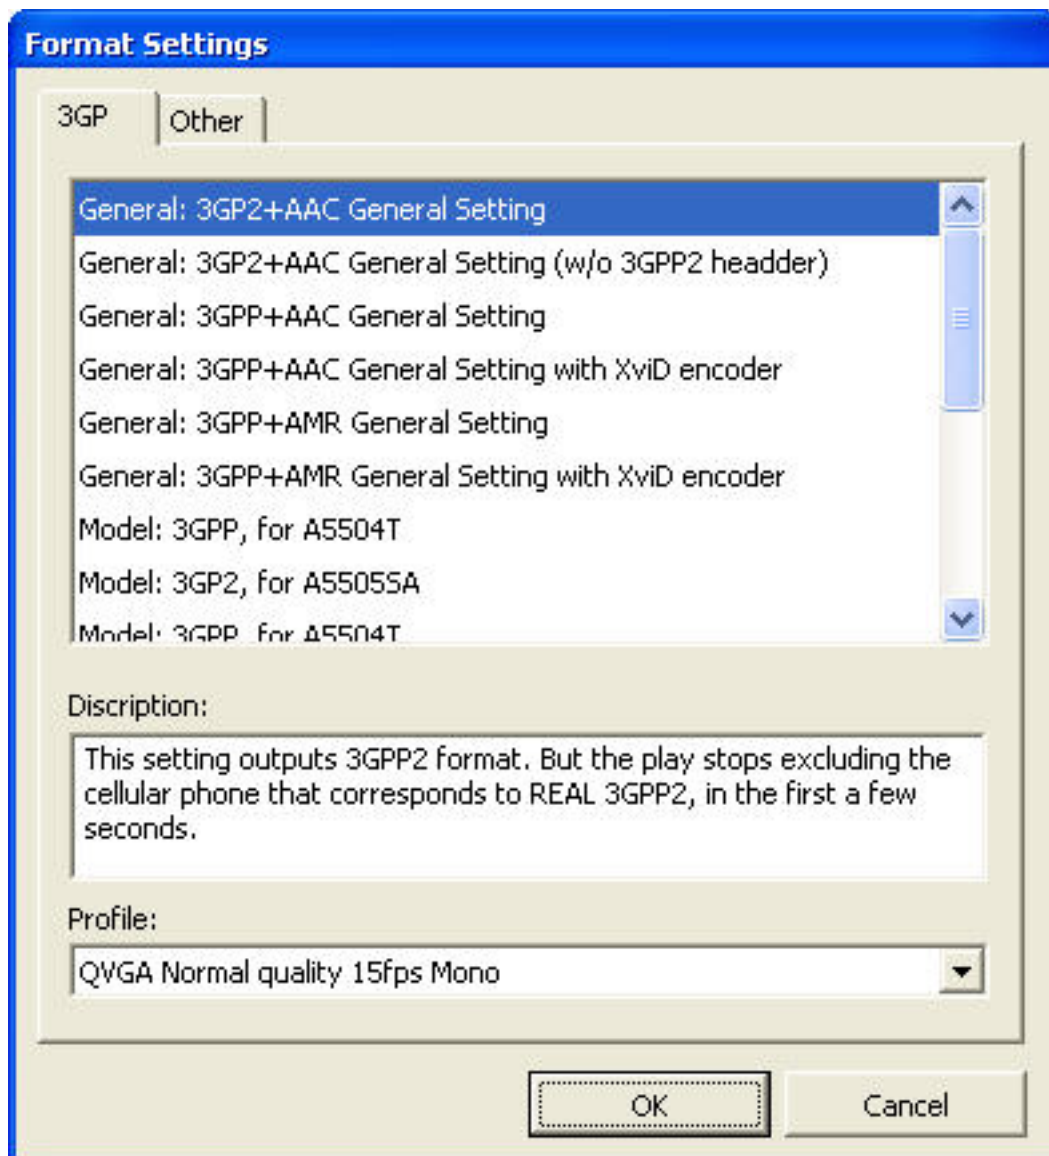 Format Settings
3GP
Other
General: 3GP2+AAC General Setting
General: 3GP2+AAC General Setting (w/o 3GPP2 headder)
General: 3GPP+AAC General Setting
General: 3GPP+AAC General Setting with XviD encoder
General: 3GPP+AMR General Setting
General: 3GPP+AMR General Setting with XviD encoder
Model: 3GPP, for A5504T
Model: 3GP2, for A5505SA
Model: 3GPP, for A5504T
Discription:
This setting outputs 3GPP2 format. But the play stops excluding the
cellular phone that corresponds to REAL 3GPP2, in the first a few
seconds.
Profile:
QVGA Normal quality 15fps Mono
OK
Cancel